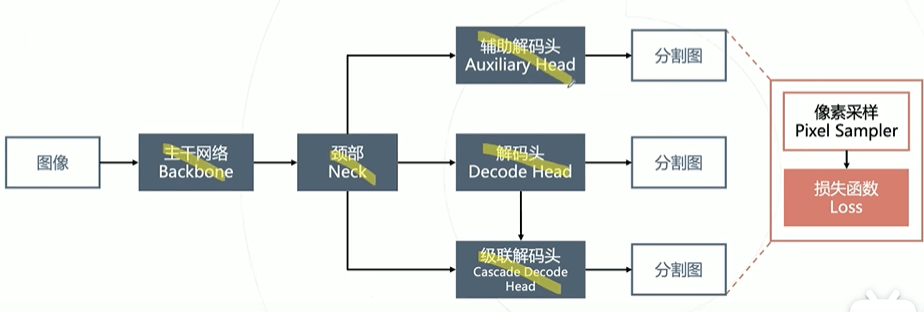 图像
主干网络
Backbone
颈部
Neck
辅助解码头
Auxiliary Head
分割图
解码头
Decode Head
分割图
级联解码头
Cascade Decode
Head
分割图
像素采样
Pixel Sampler
损失函数
Loss